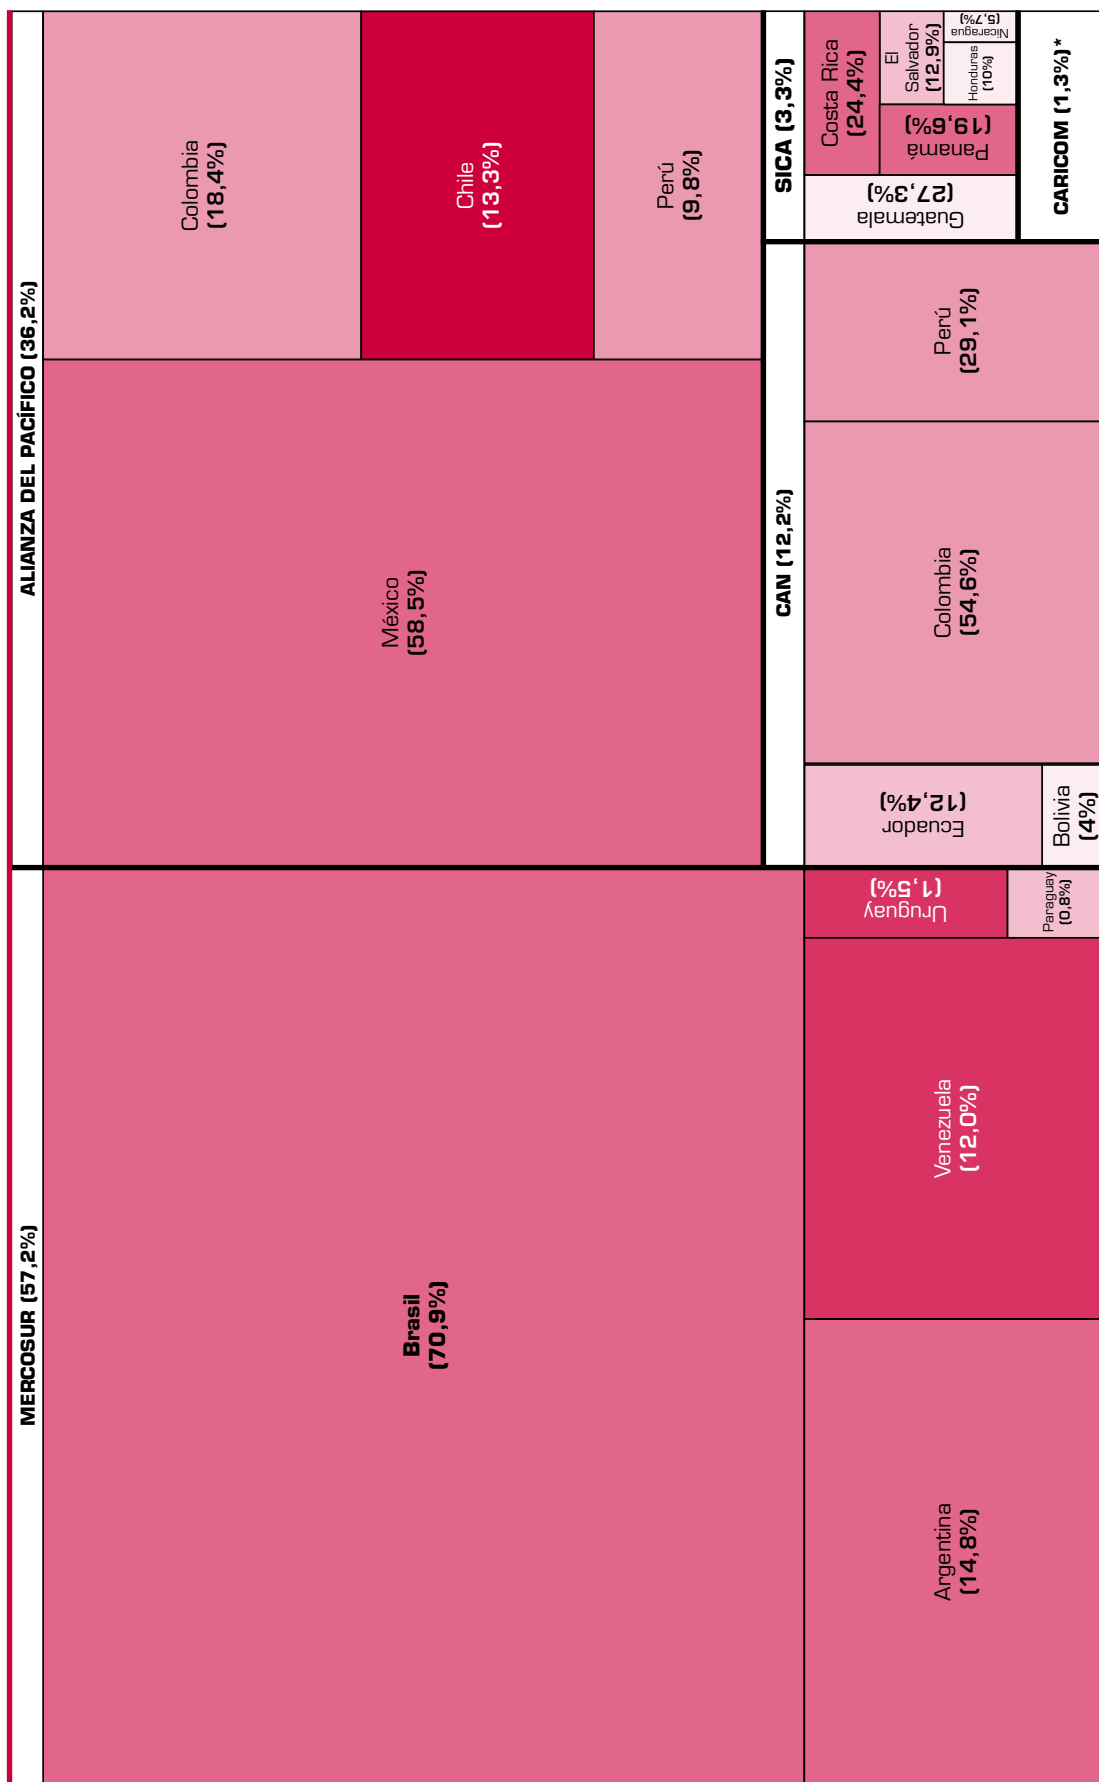 MERCOSUR (57,2%)
Brasil
(70,9%)
Argentina
(14,8%)
Venezuela
(12,0%)
Uruguay
(1,5%)
Paraguay
(0,8%)
ALIANZA DEL PACÍFICO (36,2%)
México
(58,5%)
Colombia
(18,4%)
Chile
(13,3%)
Perú
(9,8%)
CAN (12,2%)
Ecuador
(12,4%)
Bolivia
(4%)
Colombia
(54,6%)
Perú
(29,1%)
SICA (3,3%)
Guatemala
(27,3%)
Costa Rica
(24,4%)
Panamá
(19,6%)
El
Salvador
(12,9%)
Honduras
(10%)
Nicaragua
(5,7%)
CARICOM (1,3%)*